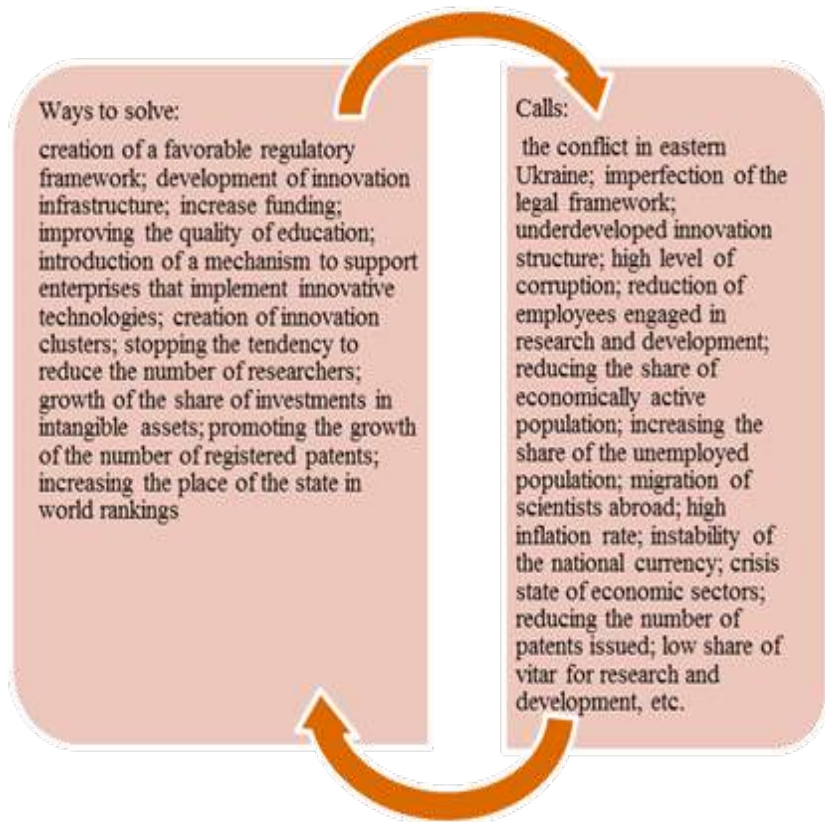 Ways to solve:
creation of a favorable regulatory
framework; development of innovation
infrastructure; increase funding;
improving the quality of education;
introduction of a mechanism to support
enterprises that implement innovative
technologies; creation of innovation
clusters; stopping the tendency to
reduce the number of researchers;
growth of the share of investments in
intangible assets; promoting the growth
of the number of registered patents;
increasing the place of the state in
world rankings
Calls:
the conflict in eastern
Ukraine; imperfection of the
legal framework;
underdeveloped innovation
structure; high level of
corruption; reduction of
employees engaged in
research and development;
reducing the share of
economically active
population; increasing the
share of the unemployed
population; migration of
scientists abroad; high
inflation rate; instability of
the national currency; crisis
state of economic sectors;
reducing the number of
patents issued; low share of
vitar for research and
development, etc.